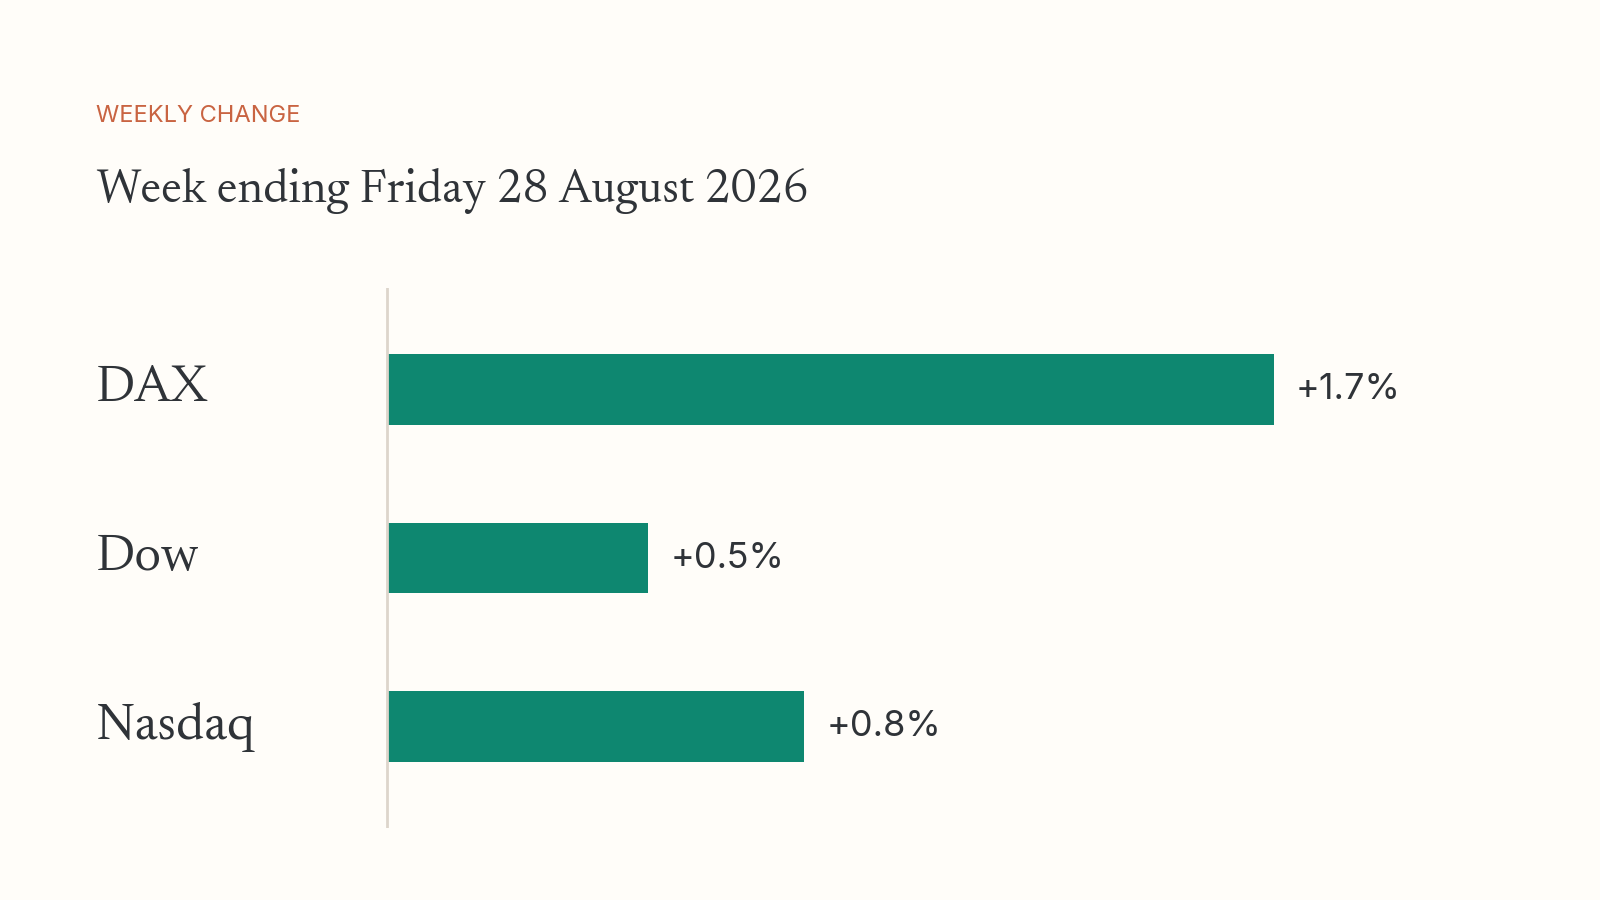 WEEKLY CHANGE
Week ending Friday 28 August 2026
DAX
+1.7%
Dow
+0.5%
Nasdaq
+0.8%